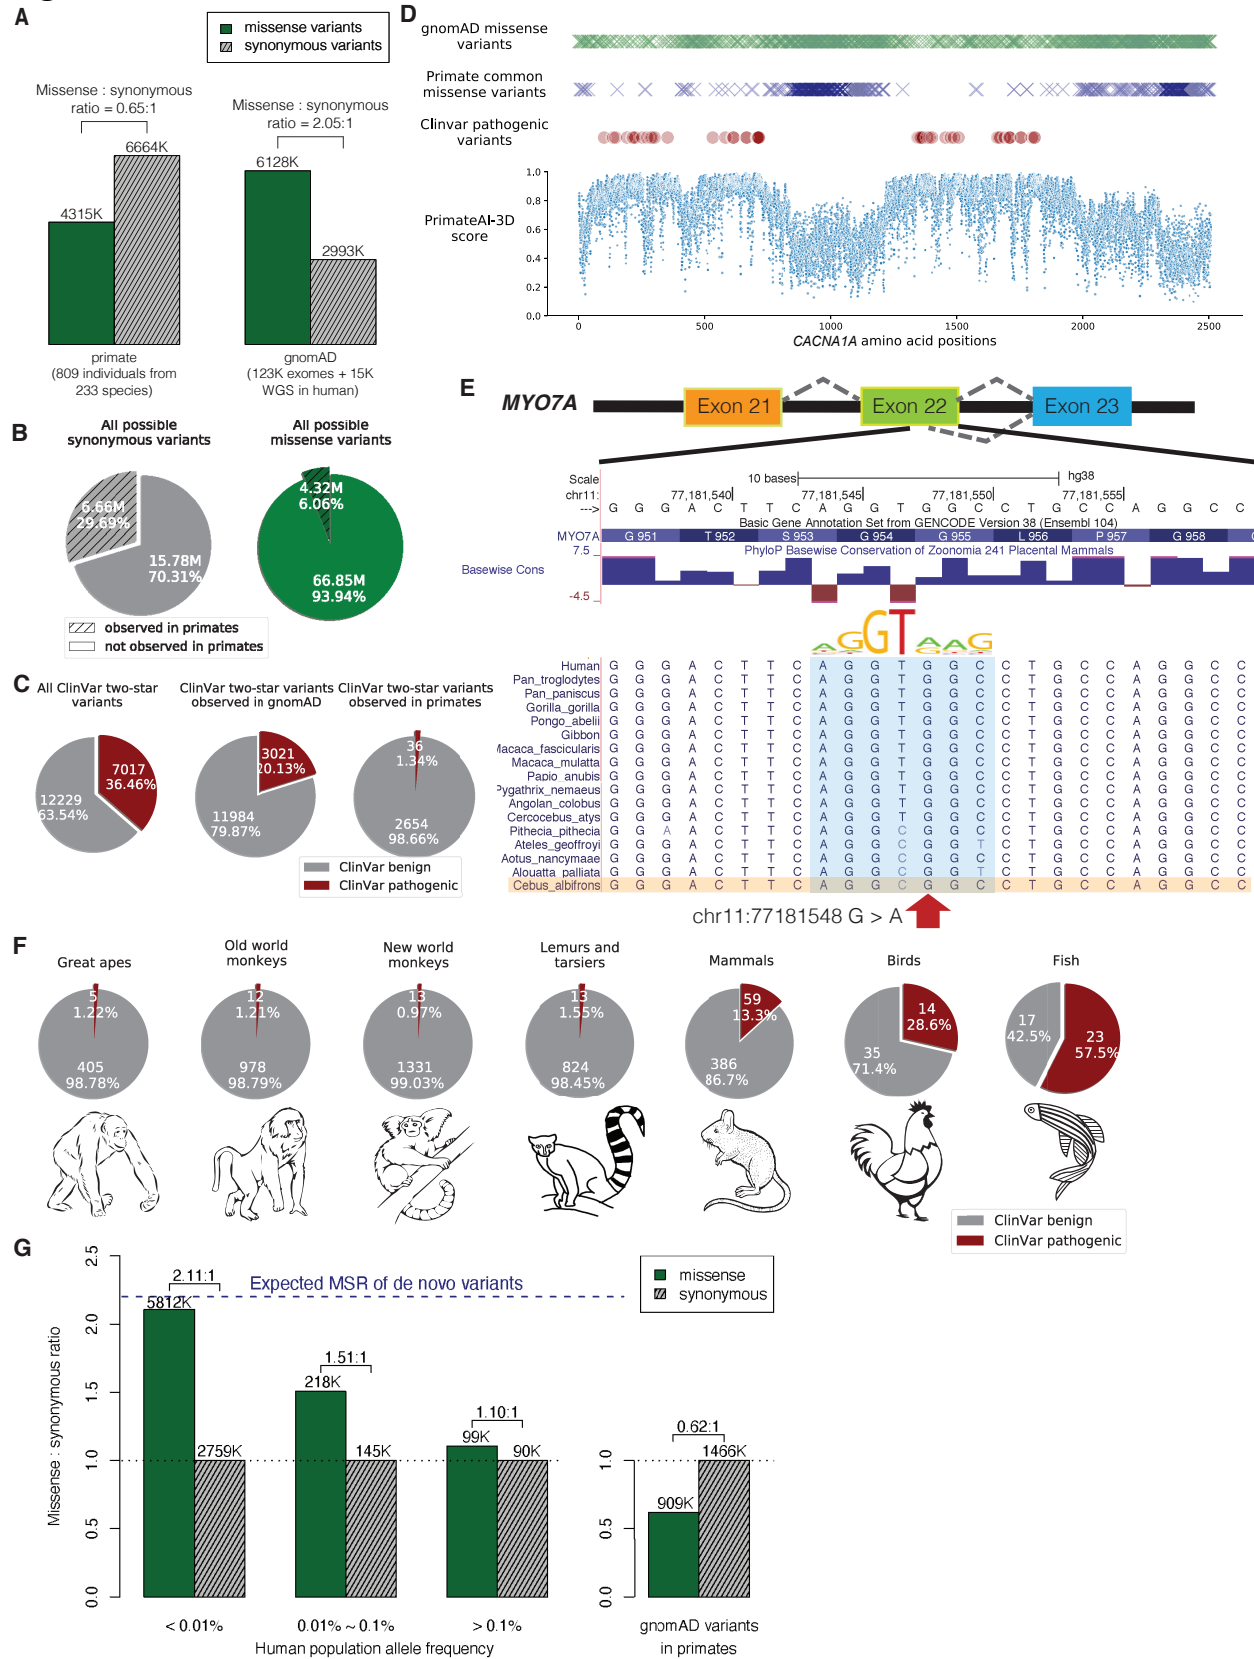 A
missense variants
synonymous variants
Missense : synonymous
ratio = 0.65:1
Missense : synonymous
ratio = 2.05:1
4315K
6664K
6128K
2993K
primate
(809 individuals from
233 species)
gnomAD
(123K exomes + 15K
WGS in human)
B
All possible
synonymous variants
All possible
missense variants
6.66M
29.69%
15.78M
70.31%
4.32M
6.06%
66.85M
93.94%
observed in primates
not observed in primates
C
All ClinVar two-star
variants
ClinVar two-star variants
observed in gnomAD
ClinVar two-star variants
observed in primates
7017
36.46%
12229
63.54%
3021
20.13%
11984
79.87%
36
1.34%
2654
98.66%
ClinVar benign
ClinVar pathogenic
D
gnomAD missense
variants
Primate common
missense variants
Clinvar pathogenic
variants
PrimateAI-3D
score
1.0
0.8
0.6
0.4
0.2
0.0
0
500
1000
1500
2000
2500
CACNA1A amino acid positions
E
MYO7A
Exon 21
Exon 22
Exon 23
Scale
10 bases
hg38
chr11:
77,181,540
77,181,545
77,181,550
77,181,555
--->
G G G A C T T C A G G T G G C C T G C C A G G C C
Basic Gene Annotation Set from GENCODE Version 38 (Ensembl 104)
MYO7A
G 951 T 952 S 953 G 954 G 955 L 956 P 957 G 958
PhyloP Basewise Conservation of Zoonomia 241 Placental Mammals
7.5
Basewise Cons
-4.5
A G G T A A G
Human G G G A C T T C A G G T G G C C T G C C A G G C C
Pan_troglodytes G G G A C T T C A G G T G G C C T G C C A G G C C
Pan_paniscus G G G A C T T C A G G T G G C C T G C C A G G C C
Gorilla_gorilla G G G A C T T C A G G T G G C C T G C C A G G C C
Pongo_abelii G G G A C T T C A G G T G G C C T G C C A G G C C
Gibbon G G G A C T T C A G G T G G C C T G C C A G G C C
Macaca_fascicularis G G G A C T T C A G G T G G C C T G C C A G G C C
Macaca_mulatta G G G A C T T C A G G T G G C C T G C C A G G C C
Papio_anubis G G G A C T T C A G G T G G C C T G C C A G G C C
Pygathrix_nemaeus G G G A C T T C A G G T G G C C T G C C A G G C C
Angolan_colobus G G G A C T T C A G G T G G C C T G C C A G G C C
Cercocebus_atys G G G A C T T C A G G T G G C C T G C C A G G C C
Pithecia_pithecia G G A A C T T C A G G C G G C C T G C C A G G C C
Ateles_geoffroyi G G G A C T T C A G G C G G T C T G C C A G G C C
Aotus_nancymaae G G G A C T T C A G G C G G C C T G C C A G G C C
Alouatta_palliata G G G A C T T C A G G C G G T C T G C C A G G C C
Cebus_albifrons G G G A C T T C A G G C G G C C T G C C A G G C C
chr11:77181548 G > A
F
Great apes
Old world
monkeys
New world
monkeys
Lemurs and
tarsiers
Mammals
Birds
Fish
5
1.22%
405
98.78%
12
1.21%
978
98.79%
13
0.97%
1331
99.03%
13
1.55%
824
98.45%
59
13.3%
386
86.7%
14
28.6%
35
71.4%
17
42.5%
23
57.5%
ClinVar benign
ClinVar pathogenic
G
Missense : synonymous ratio
2.5
2.0
1.5
1.0
0.5
0.0
Expected MSR of de novo variants
missense
synonymous
2.11:1
5812K
2759K
1.51:1
218K
145K
1.10:1
99K
90K
1.0
0.5
0.0
0.62:1
909K
1466K
< 0.01%
0.01% ~ 0.1%
> 0.1%
Human population allele frequency
gnomAD variants
in primates